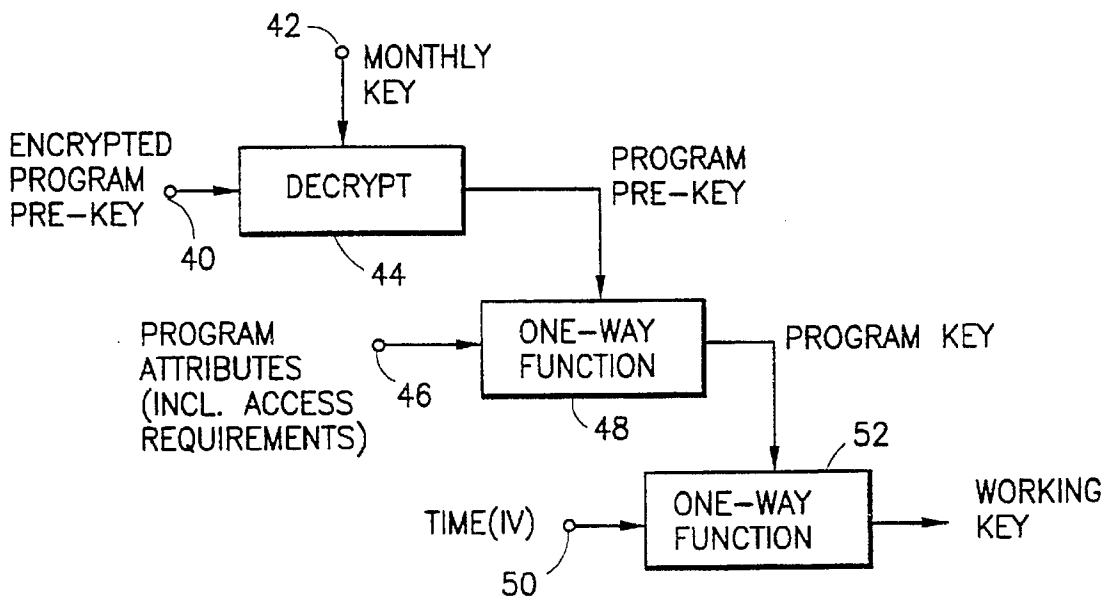 42
MONTHLY
KEY
ENCRYPTED
PROGRAM
PRE-KEY
40
DECRYPT
44
PROGRAM
PRE-KEY
PROGRAM
ATTRIBUTES
(INCL. ACCESS
REQUIREMENTS)
46
ONE-WAY
FUNCTION
48
PROGRAM KEY
52
TIME(IV)
50
ONE-WAY
FUNCTION
WORKING
KEY